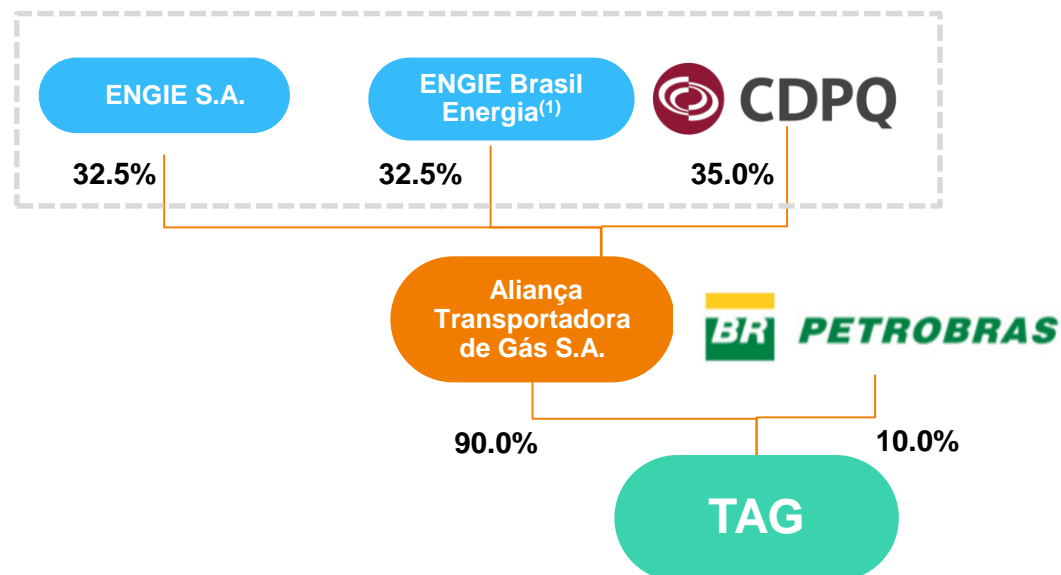 ENGIE S.A.
ENGIE Brasil
Energia(1)
CDPQ
32.5%
32.5%
35.0%
Aliança
Transportadora
de Gás S.A.
BR PETROBRAS
90.0%
10.0%
TAG